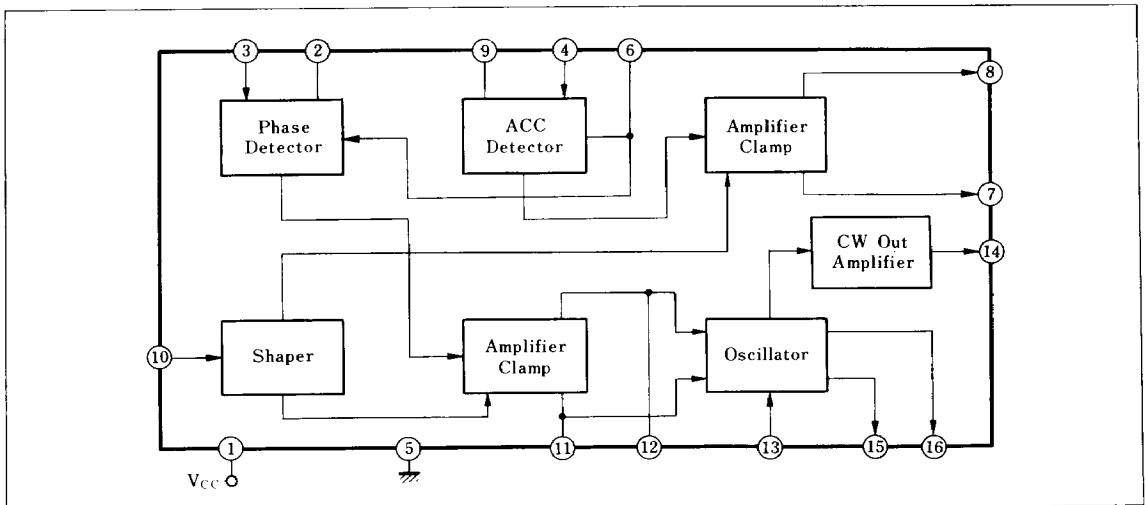 3
2
9
4
6
8
Phase
Detector
ACC
Detector
Amplifier
Clamp
7
CW Out
Amplifier
14
10
Shaper
Amplifier
Clamp
Oscillator
1
5
11
12
13
15
16
VCC